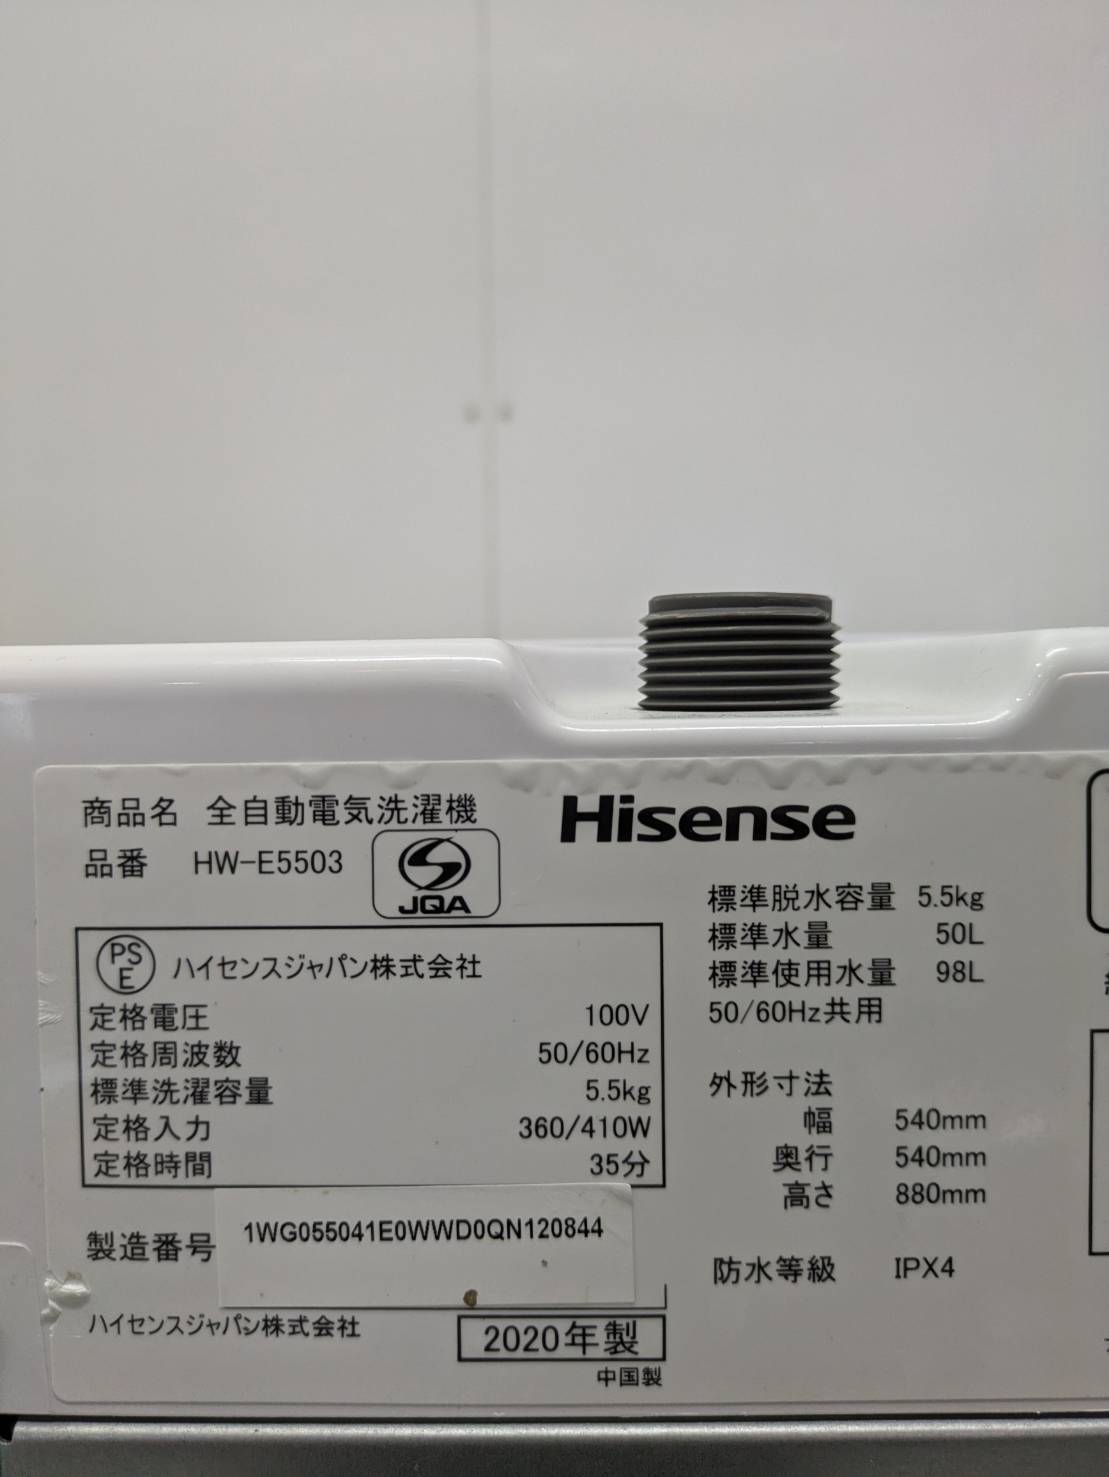 商品名 全自動電気洗濯機
品番 HW-E5503
JQA
Hisense
PS
E
ハイセンスジャパン株式会社
定格電圧 100V
定格周波数 50/60Hz
標準洗濯容量 5.5kg
定格入力 360/410W
定格時間 35分
製造番号 1WG055041E0WWD0QN120844
ハイセンスジャパン株式会社
2020年製
中国製
標準脱水容量 5.5kg
標準水量 50L
標準使用水量 98L
50/60Hz共用
外形寸法
幅 540mm
奥行 540mm
高さ 880mm
防水等級 IPX4